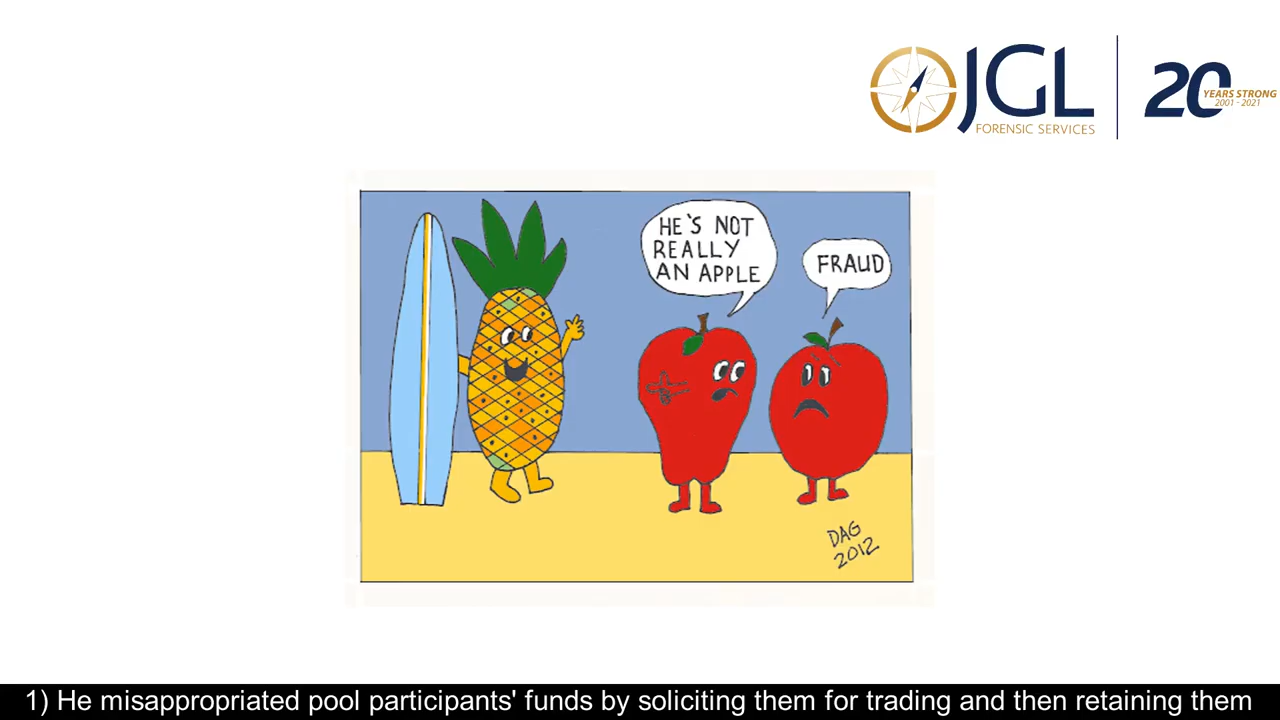 JGL
FORENSIC SERVICES
20
YEARS STRONG
2001 - 2021
HE'S NOT
REALLY
AN APPLE
FRAUD
DAG
2012
1) He misappropriated pool participants' funds by soliciting them for trading and then retaining them